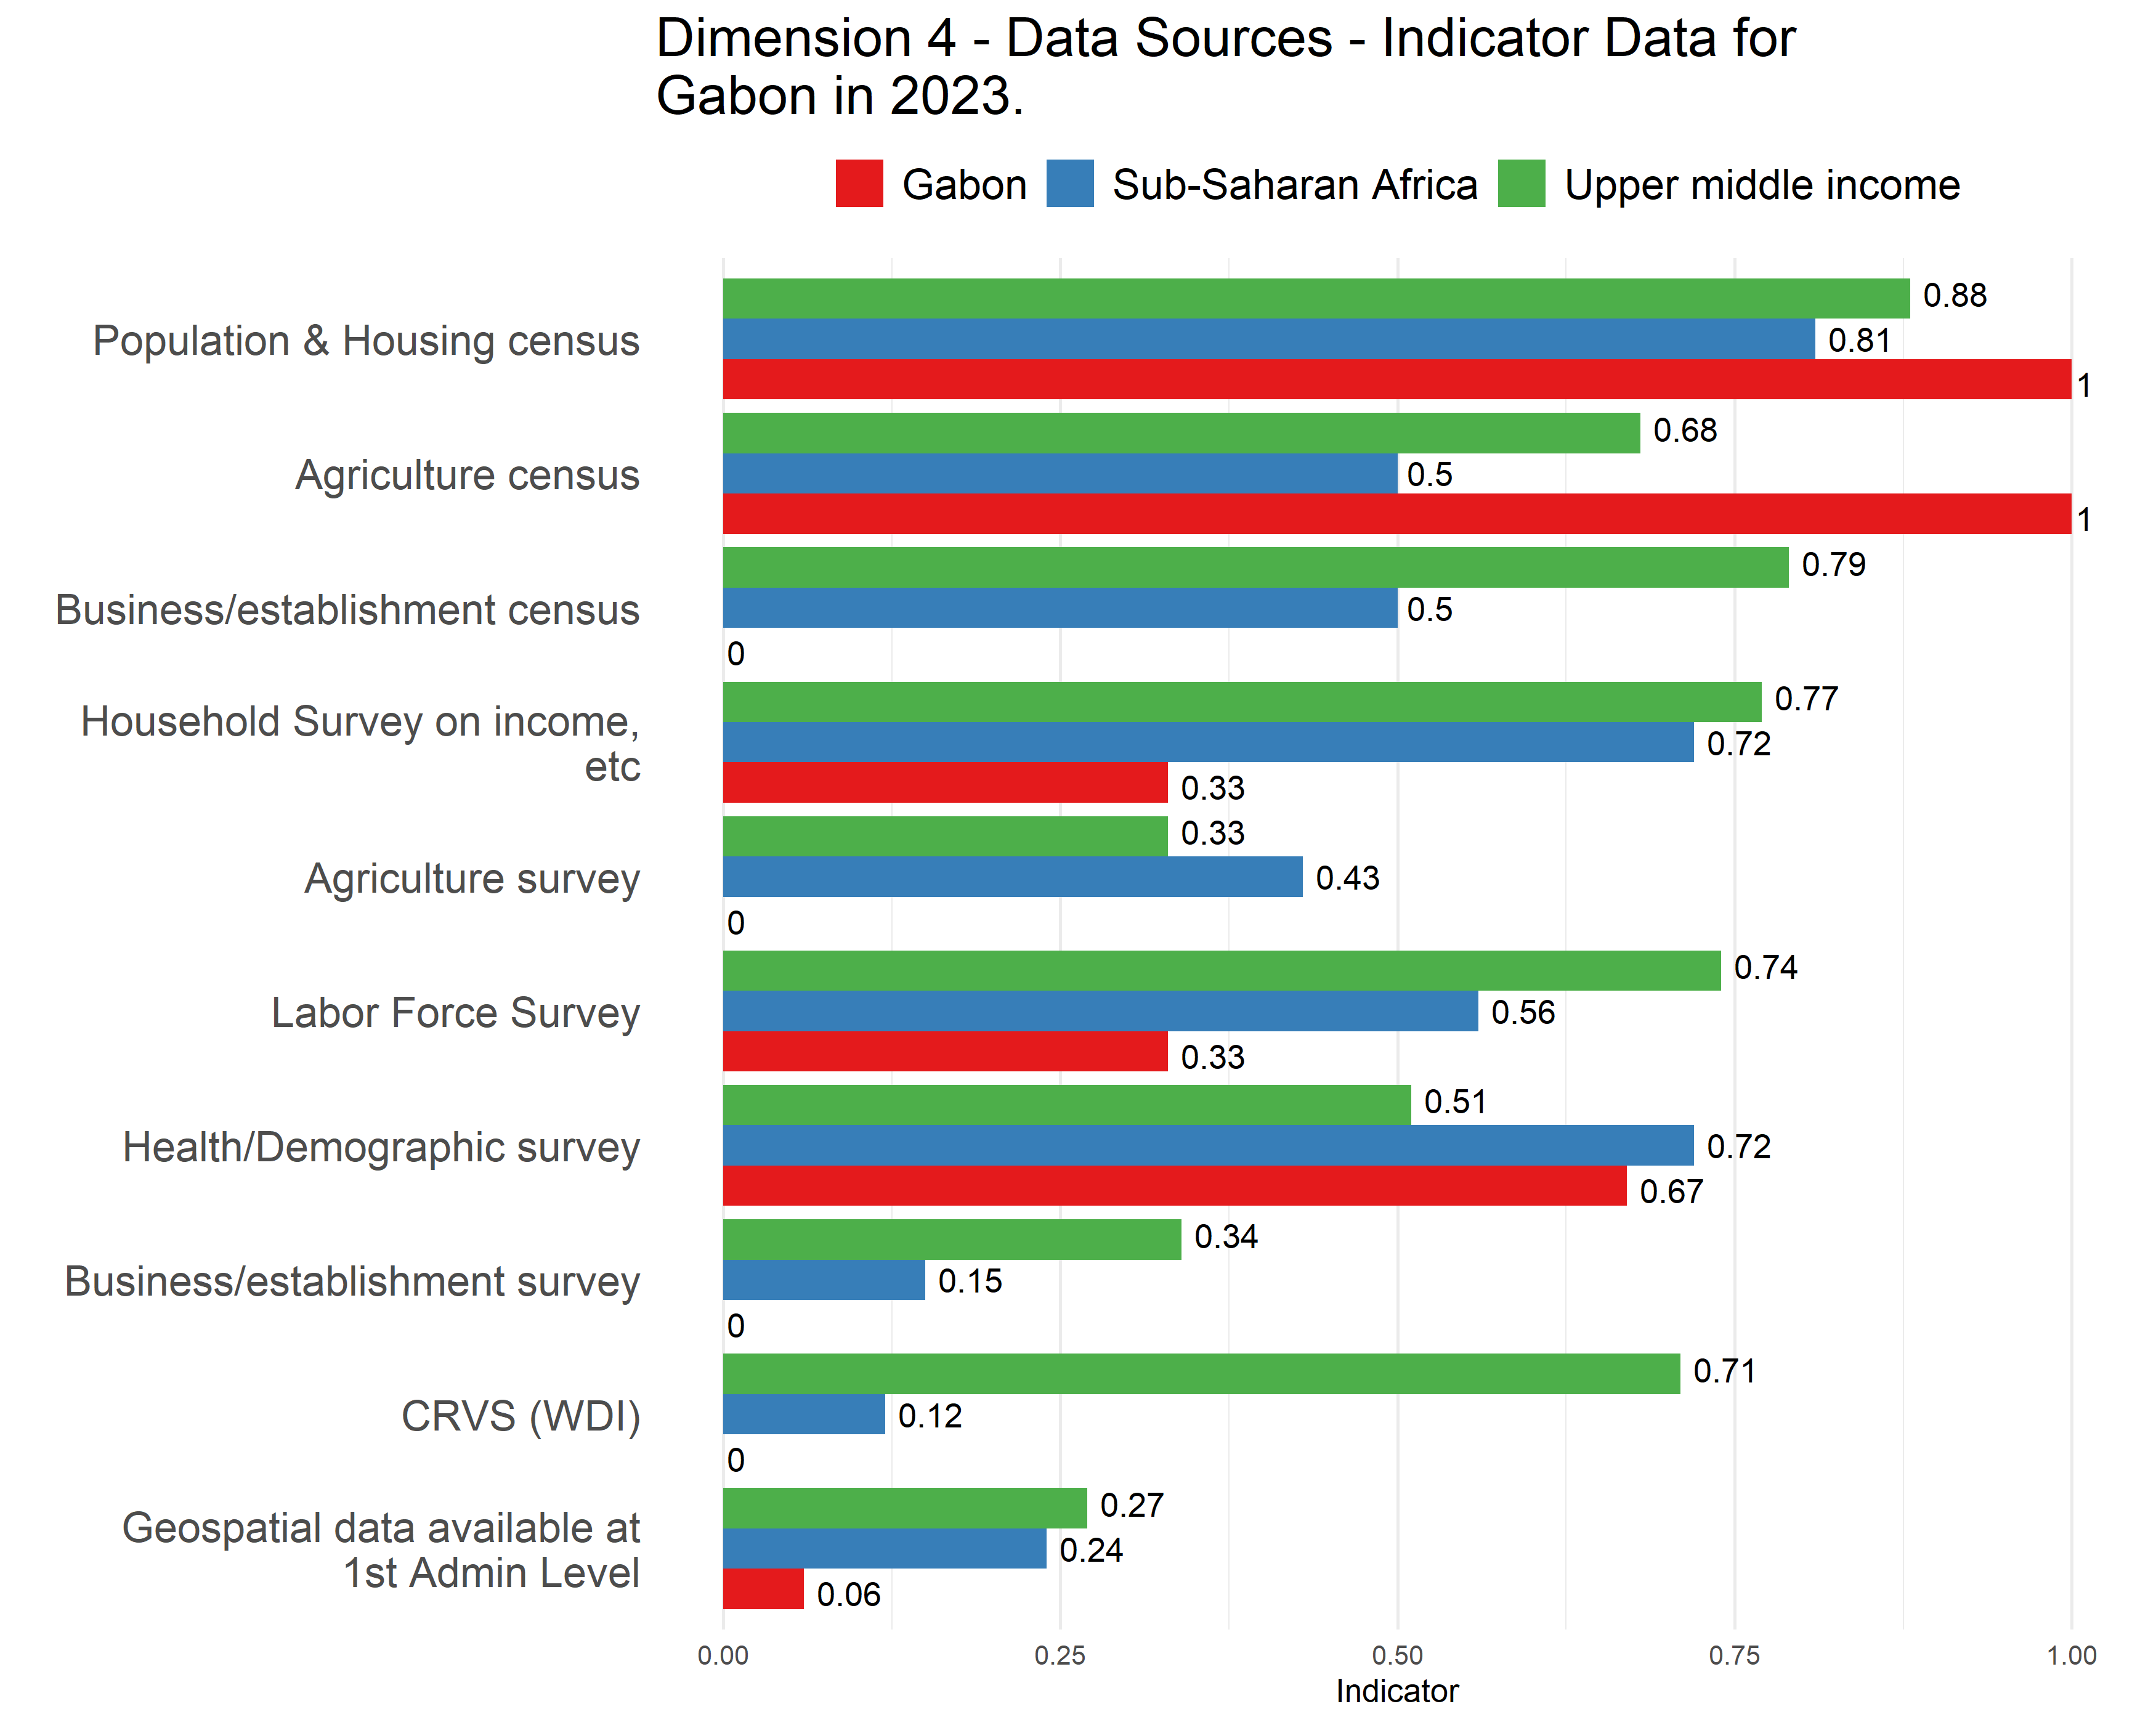 Dimension 4 - Data Sources - Indicator Data for
Gabon in 2023.
Gabon Sub-Saharan Africa Upper middle income
Population & Housing census
0.88
0.81
1
Agriculture census
0.68
0.5
1
Business/establishment census
0.79
0.5
0
Household Survey on income,
etc
0.77
0.72
0.33
Agriculture survey
0.33
0.43
0
Labor Force Survey
0.74
0.56
0.33
Health/Demographic survey
0.51
0.72
0.67
Business/establishment survey
0.34
0.15
0
CRVS (WDI)
0.71
0.12
0
Geospatial data available at
1st Admin Level
0.27
0.24
0.06
0.00 0.25 0.50 0.75 1.00
Indicator